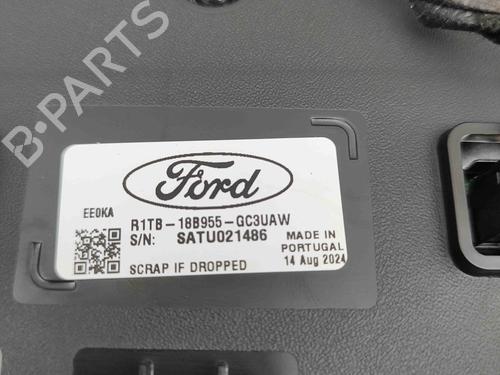 B-PARTS
Ford
EE0KA
R1TB-18B955-GC3UAW
S/N: SATU021486
MADE IN
PORTUGAL
SCRAP IF DROPPED
14 Aug 2024